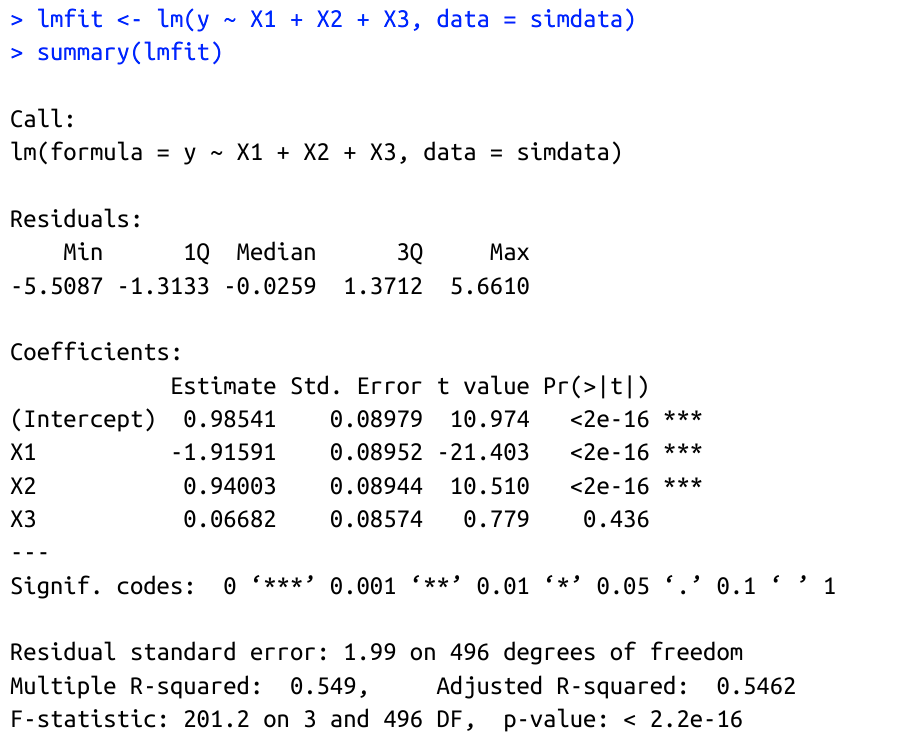 > lmfit <- lm(y ~ X1 + X2 + X3, data = simdata)
> summary(lmfit)
Call:
lm(formula = y ~ X1 + X2 + X3, data = simdata)
Residuals:
    Min      1Q  Median      3Q     Max
-5.5087 -1.3133 -0.0259  1.3712  5.6610
Coefficients:
            Estimate Std. Error t value Pr(>|t|)
(Intercept)  0.98541    0.08979  10.974   <2e-16 ***
X1          -1.91591    0.08952 -21.403   <2e-16 ***
X2           0.94003    0.08944  10.510   <2e-16 ***
X3           0.06682    0.08574   0.779    0.436
---
Signif. codes:  0 ‘***’ 0.001 ‘**’ 0.01 ‘*’ 0.05 ‘.’ 0.1 ‘ ’ 1
Residual standard error: 1.99 on 496 degrees of freedom
Multiple R-squared:  0.549,     Adjusted R-squared:  0.5462
F-statistic: 201.2 on 3 and 496 DF,  p-value: < 2.2e-16